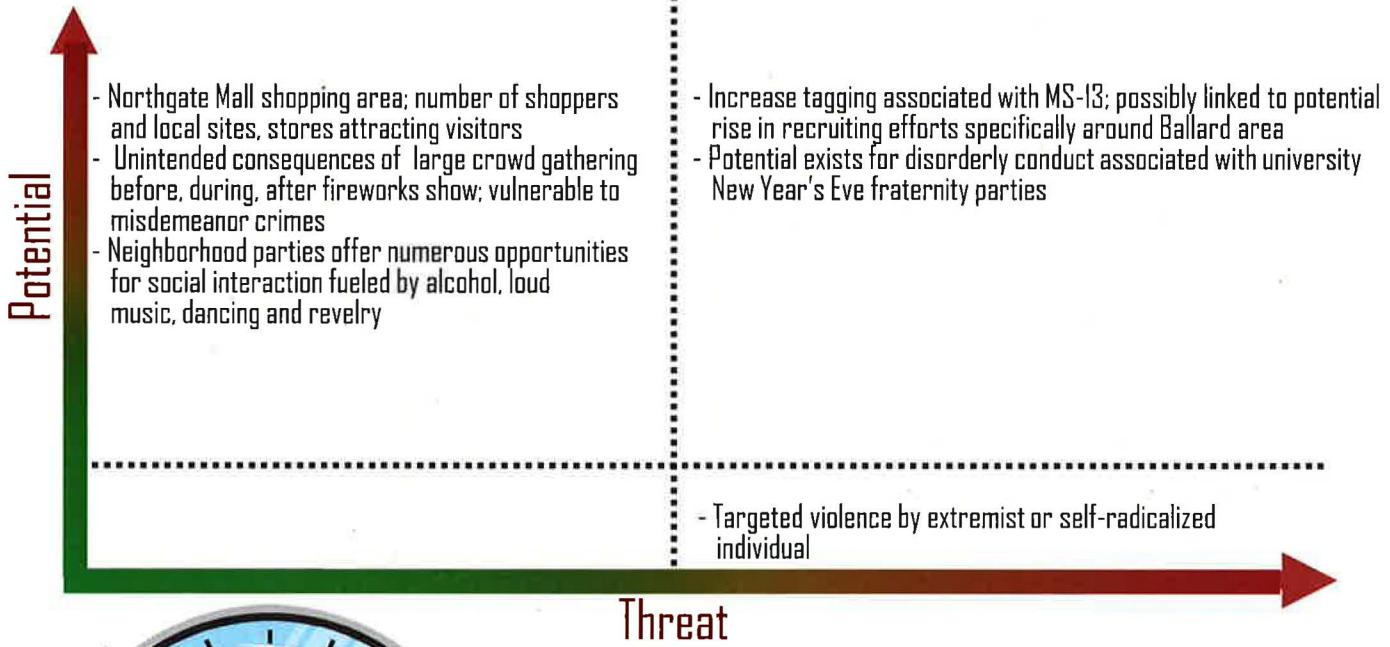 - Northgate Mall shopping area; number of shoppers
and local sites, stores attracting visitors
- Unintended consequences of large crowd gathering
before, during, after fireworks show; vulnerable to
misdemeanor crimes
- Neighborhood parties offer numerous opportunities
for social interaction fueled by alcohol, loud
music, dancing and revelry
- Increase tagging associated with MS-13; possibly linked to potential
rise in recruiting efforts specifically around Ballard area
- Potential exists for disorderly conduct associated with university
New Year's Eve fraternity parties
Potential
- Targeted violence by extremist or self-radicalized
individual
Threat